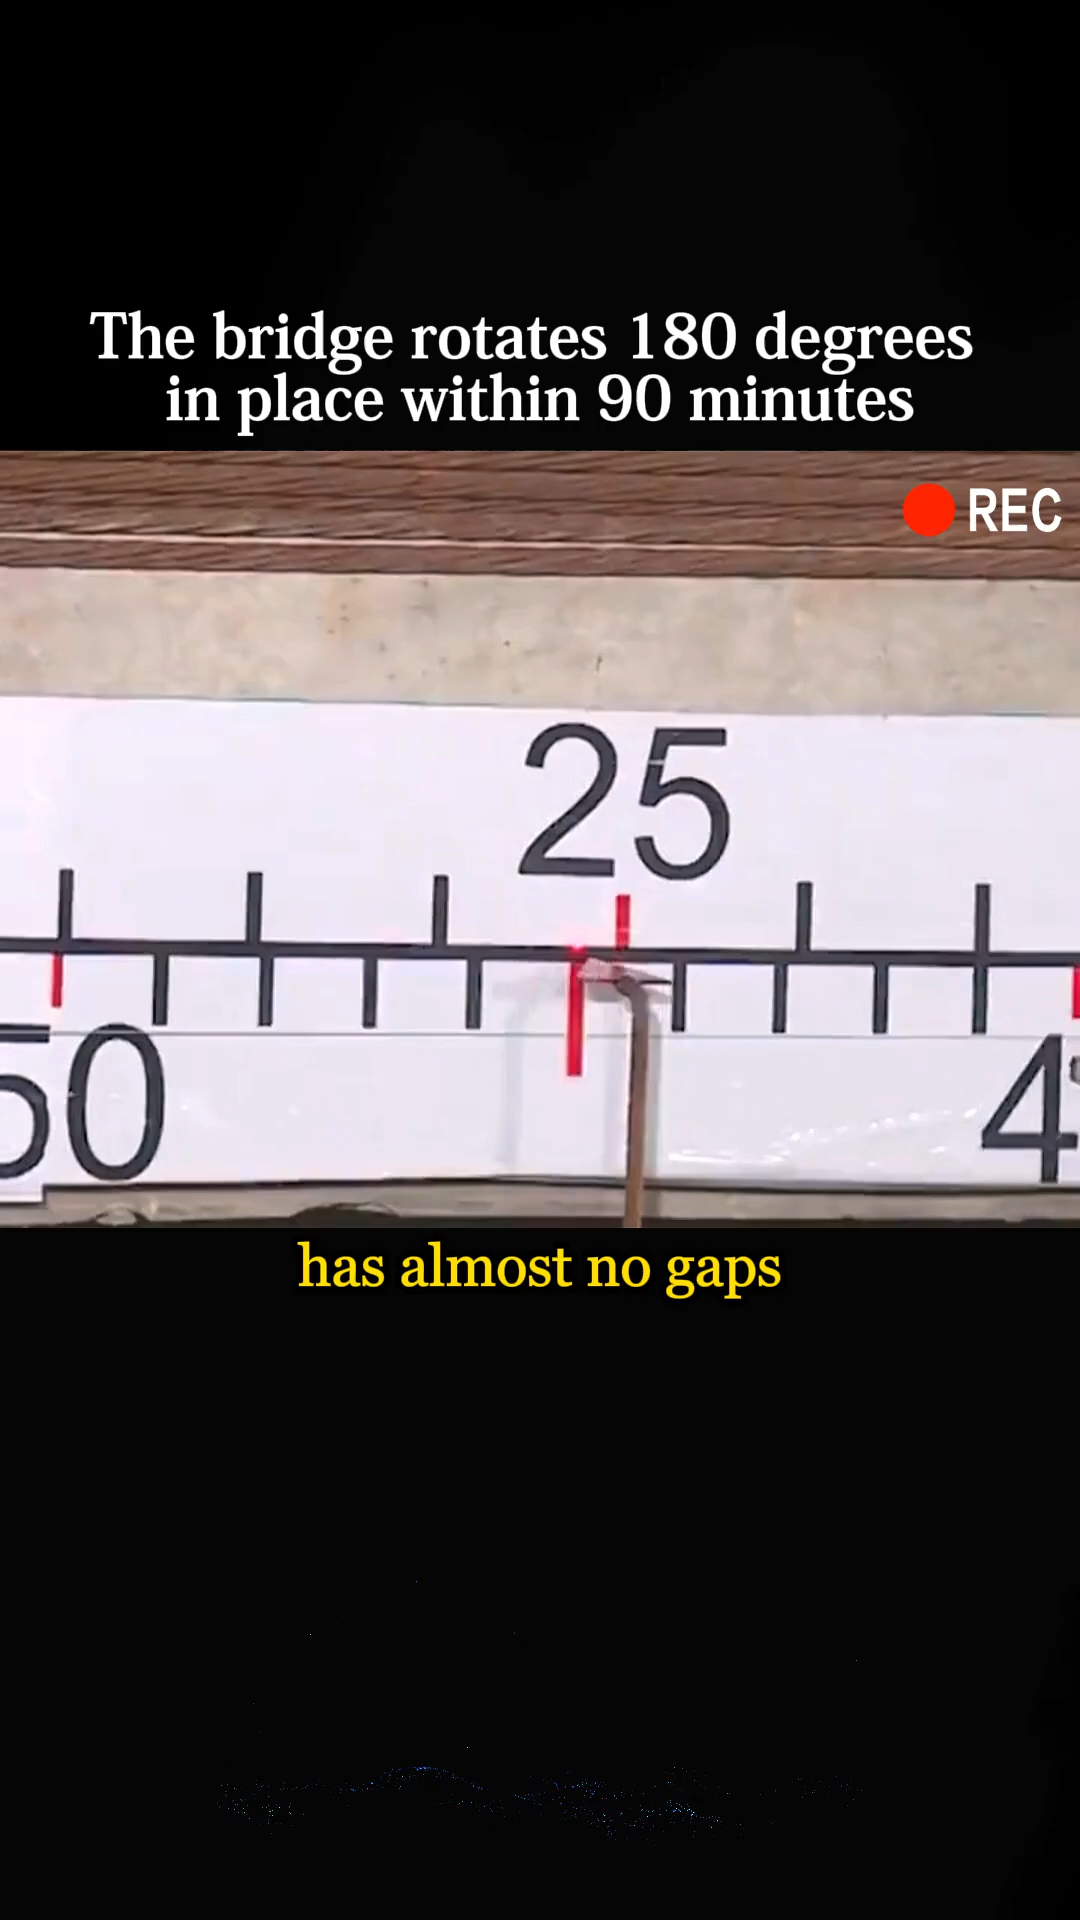 The bridge rotates 180 degrees
in place within 90 minutes
REC
25
50
has almost no gaps